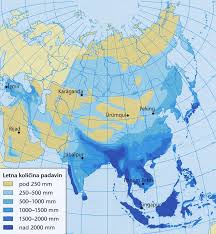 Karaganda
Ürümqi
Peking
Rijad
Jabalpur
Letna količina padavin
pod 250 mm
250–500 mm
500–1000 mm
1000–1500 mm
1500–2000 mm
nad 2000 mm